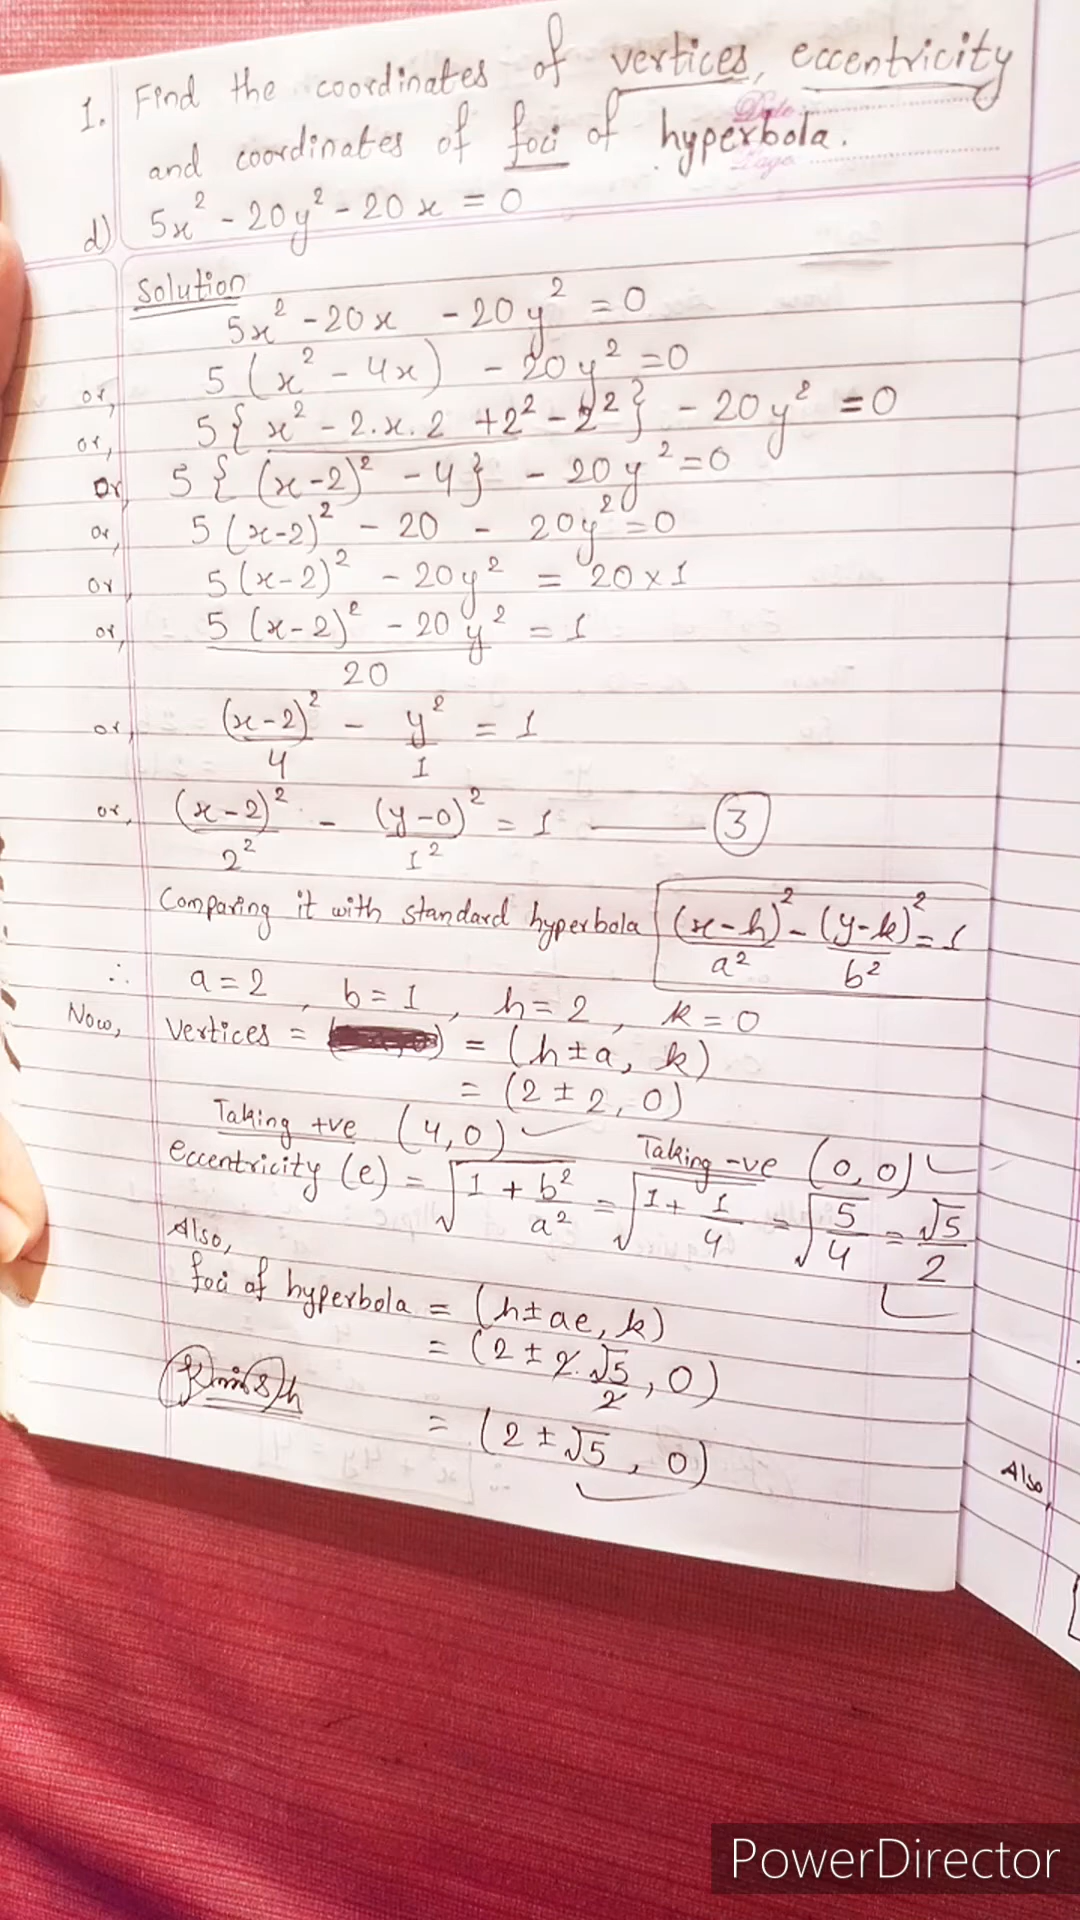 1. Find the coordinates of vertices, eccentricity
and coordinates of foci of hyperbola.
Date
Page
d) 5x² - 20y² - 20x = 0
Solution
5x² - 20x - 20y² = 0
or, 5(x² - 4x) - 20y² = 0
or, 5{x² - 2.x.2 + 2² - 2²} - 20y² = 0
or, 5{(x-2)² - 4} - 20y² = 0
or, 5(x-2)² - 20 - 20y² = 0
or 5(x-2)² - 20y² = 20 × 1
or, 5(x-2)² - 20y² / 20 = 1
or, (x-2)²/4 - y²/1 = 1
or, (x-2)²/2² - (y-0)²/1² = 1 —— 3
Comparing it with standard hyperbola (x-h)²/a² - (y-k)²/b² = 1
∴ a = 2, b = 1, h = 2, k = 0
Now, vertices = = (h±a, k)
= (2±2, 0)
Taking +ve (4,0) Taking -ve (0,0)
eccentricity (e) = √(1 + b²/a²) = √(1 + 1/4) = √(5/4) = √5/2
Also,
foci of hyperbola = (h±ae, k)
= (2 ± 2.√5/2, 0)
= (2±√5, 0)
Also
PowerDirector